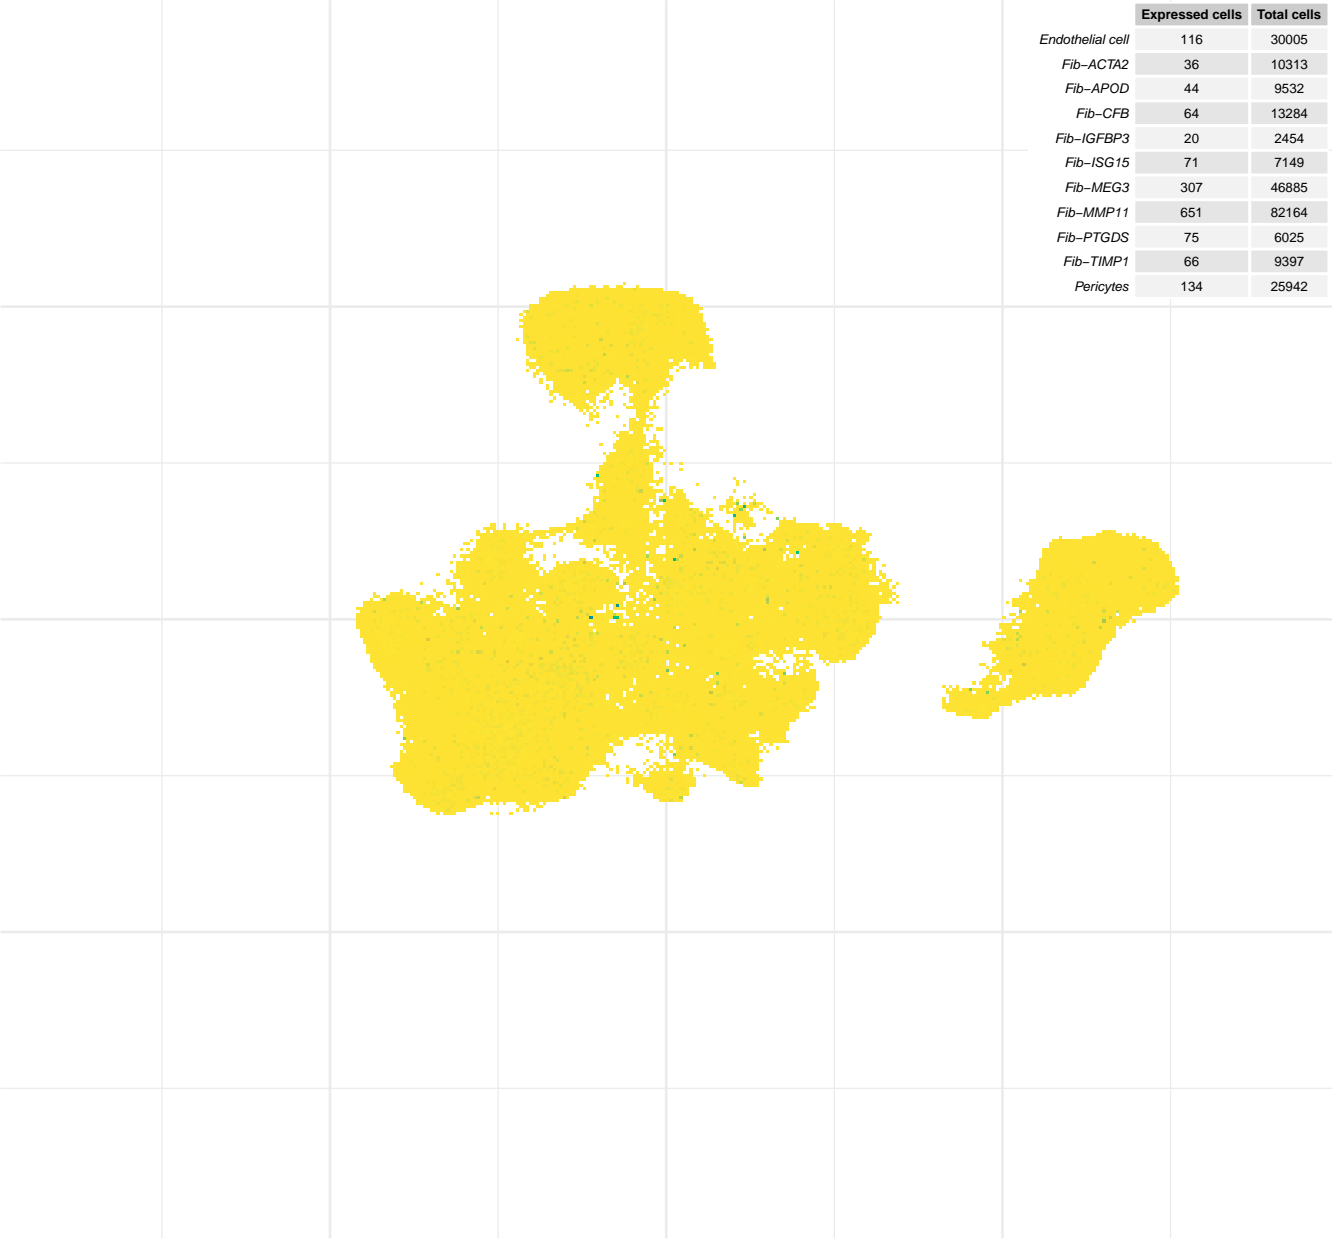 Expressed cells Total cells
Endothelial cell 116 30005
Fib−ACTA2 36 10313
Fib−APOD 44 9532
Fib−CFB 64 13284
Fib−IGFBP3 20 2454
Fib−ISG15 71 7149
Fib−MEG3 307 46885
Fib−MMP11 651 82164
Fib−PTGDS 75 6025
Fib−TIMP1 66 9397
Pericytes 134 25942